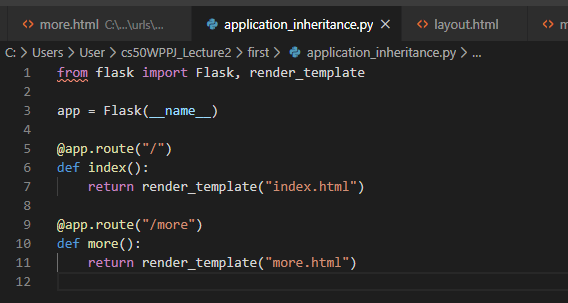 more.html C:\...\urls\... application_inheritance.py layout.html
C: > Users > User > cs50WPPJ_Lecture2 > first > application_inheritance.py > ...
1 from flask import Flask, render_template
2
3 app = Flask(__name__)
4
5 @app.route("/")
6 def index():
7     return render_template("index.html")
8
9 @app.route("/more")
10 def more():
11     return render_template("more.html")
12